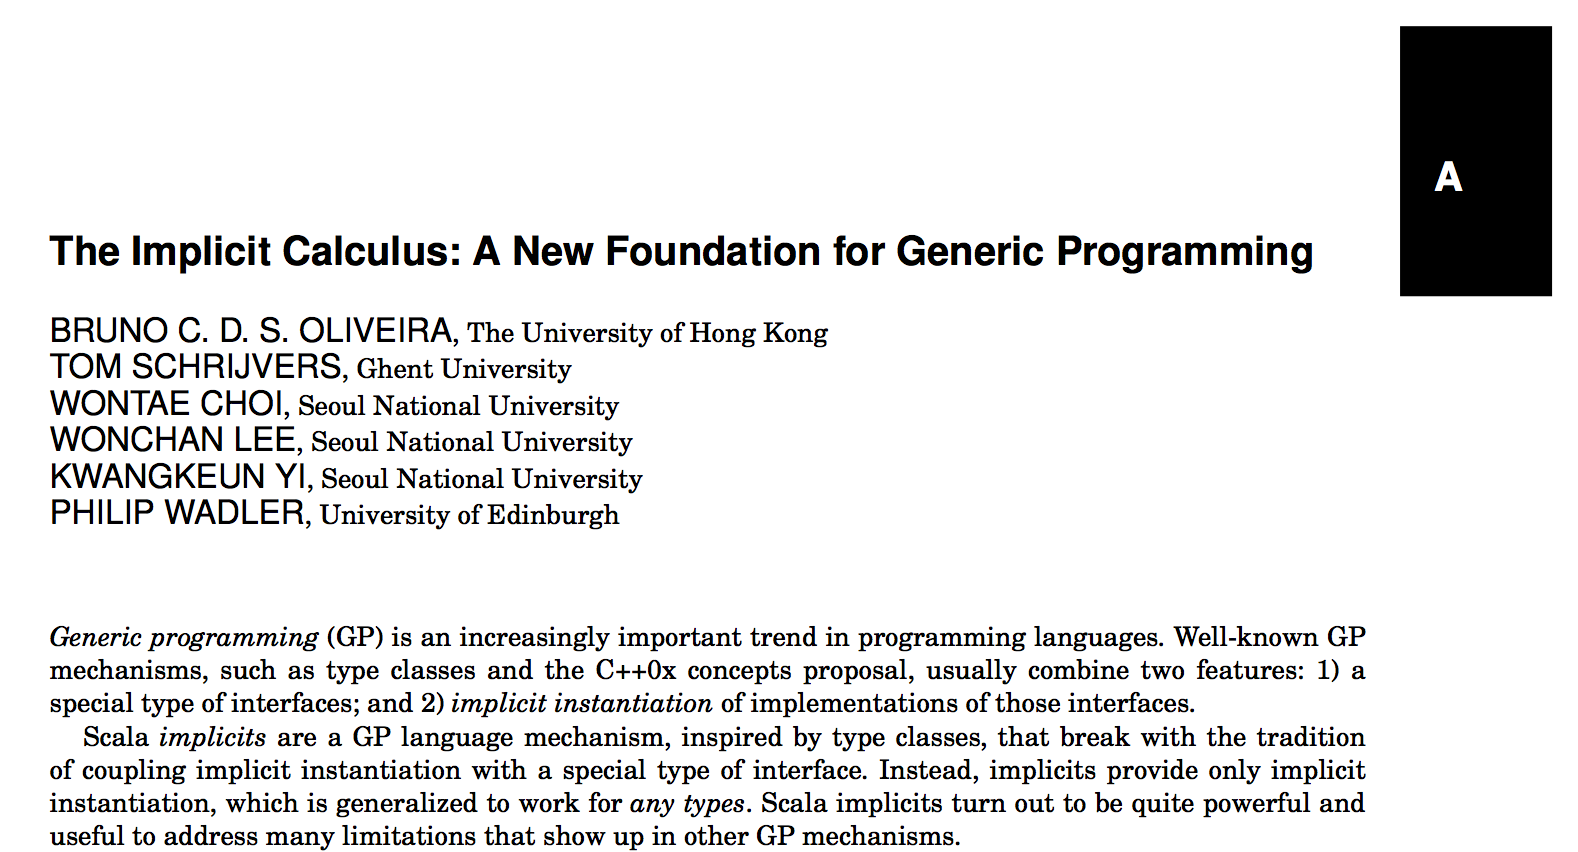 A
The Implicit Calculus: A New Foundation for Generic Programming
BRUNO C. D. S. OLIVEIRA, The University of Hong Kong
TOM SCHRIJVERS, Ghent University
WONTAE CHOI, Seoul National University
WONCHAN LEE, Seoul National University
KWANGKEUN YI, Seoul National University
PHILIP WADLER, University of Edinburgh
Generic programming (GP) is an increasingly important trend in programming languages. Well-known GP
mechanisms, such as type classes and the C++0x concepts proposal, usually combine two features: 1) a
special type of interfaces; and 2) implicit instantiation of implementations of those interfaces.
Scala implicits are a GP language mechanism, inspired by type classes, that break with the tradition
of coupling implicit instantiation with a special type of interface. Instead, implicits provide only implicit
instantiation, which is generalized to work for any types. Scala implicits turn out to be quite powerful and
useful to address many limitations that show up in other GP mechanisms.